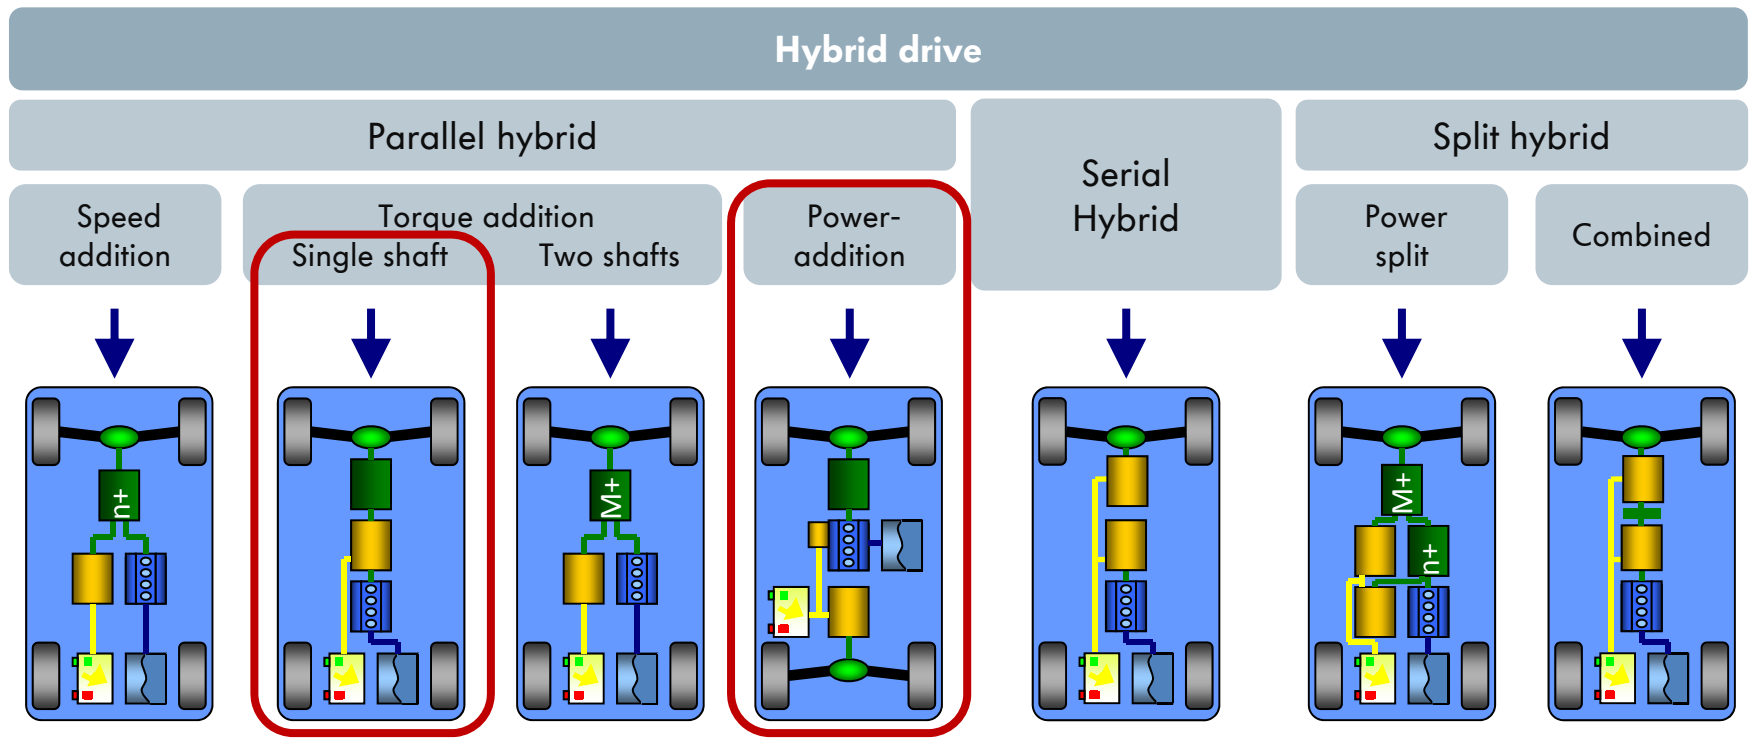 Hybrid drive
Parallel hybrid
Serial
Hybrid
Split hybrid
Speed
addition
Torque addition
Single shaft
Two shafts
Power-
addition
Power
split
Combined
n+
M+
M+
n+